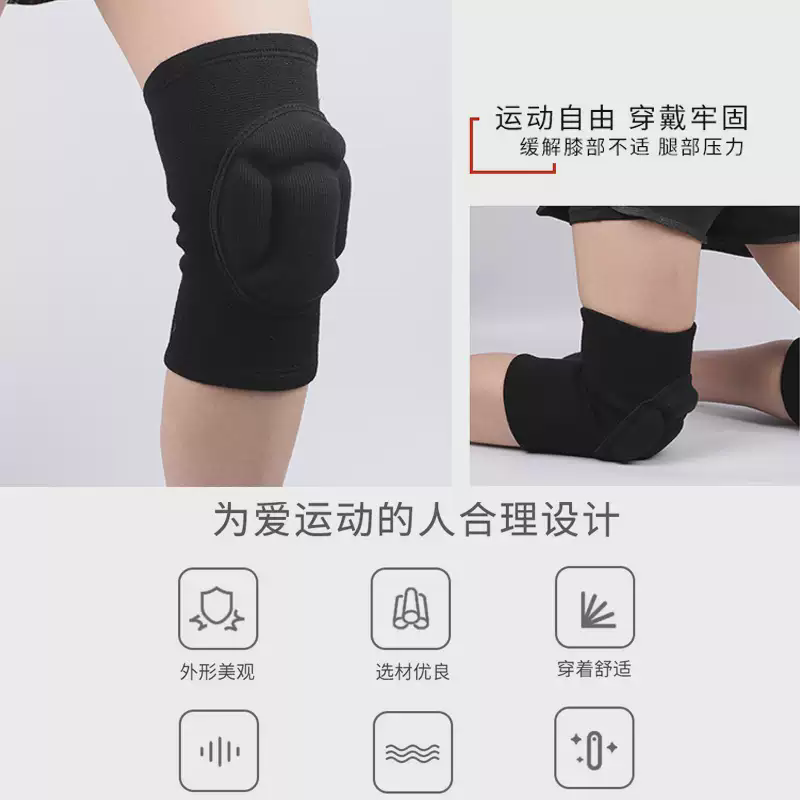 运动自由 穿戴牢固
缓解膝部不适 腿部压力
为爱运动的人合理设计
外形美观
选材优良
穿着舒适